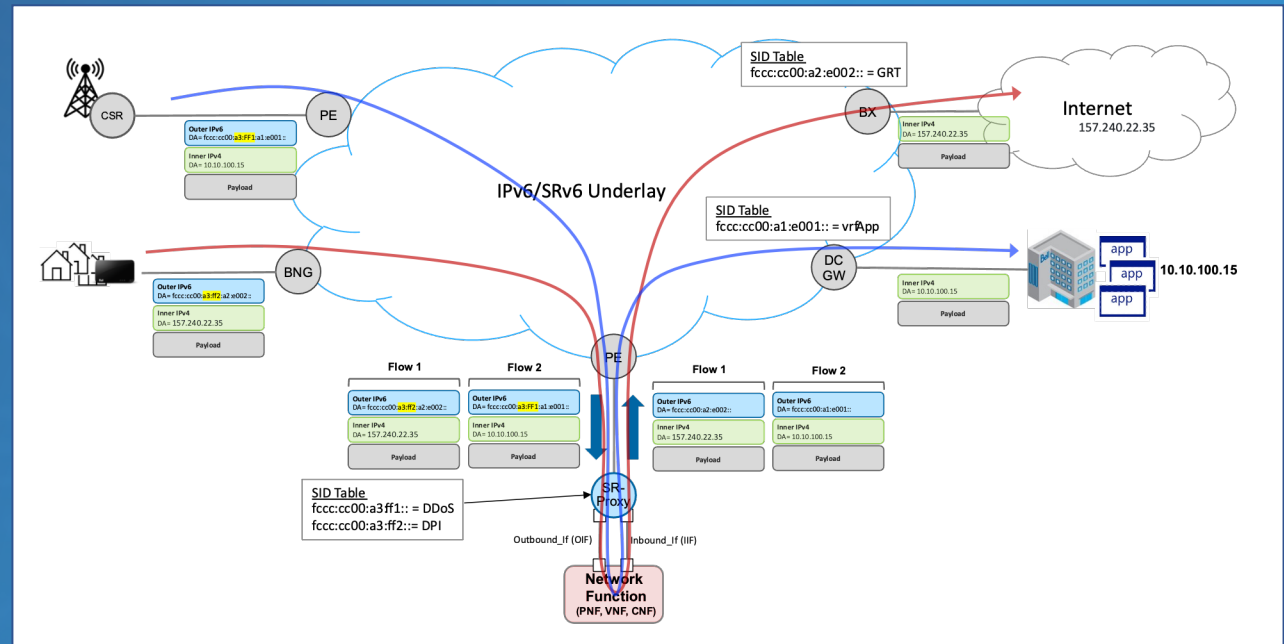 SID Table
fccc:cc00:a2:e002:: = GRT
CSR
PE
BX
Internet
157.240.22.35
Outer IPv6
DA= fccc:cc00:a3:FF1:a1:e001::
Inner IPv4
DA= 10.10.100.15
Payload
Inner IPv4
DA= 157.240.22.35
Payload
IPv6/SRv6 Underlay
SID Table
fccc:cc00:a1:e001:: = vrfApp
BNG
DC
GW
Outer IPv6
DA= fccc:cc00:a3:ff2:a2:e002::
Inner IPv4
DA= 157.240.22.35
Payload
Inner IPv4
DA= 10.10.100.15
Payload
Bell
app
app
app
10.10.100.15
PE
Flow 1
Flow 2
Flow 1
Flow 2
Outer IPv6
DA= fccc:cc00:a3:ff2:a2:e002::
Inner IPv4
DA= 157.240.22.35
Payload
Outer IPv6
DA= fccc:cc00:a3:FF1:a1:e001::
Inner IPv4
DA= 10.10.100.15
Payload
Outer IPv6
DA= fccc:cc00:a2:e002::
Inner IPv4
DA= 157.240.22.35
Payload
Outer IPv6
DA= fccc:cc00:a1:e001::
Inner IPv4
DA= 10.10.100.15
Payload
SID Table
fccc:cc00:a3:ff1:: = DDoS
fccc:cc00:a3:ff2::= DPI
SR-
Proxy
Outbound_If (OIF)
Inbound_If (IIF)
Network
Function
(PNF, VNF, CNF)